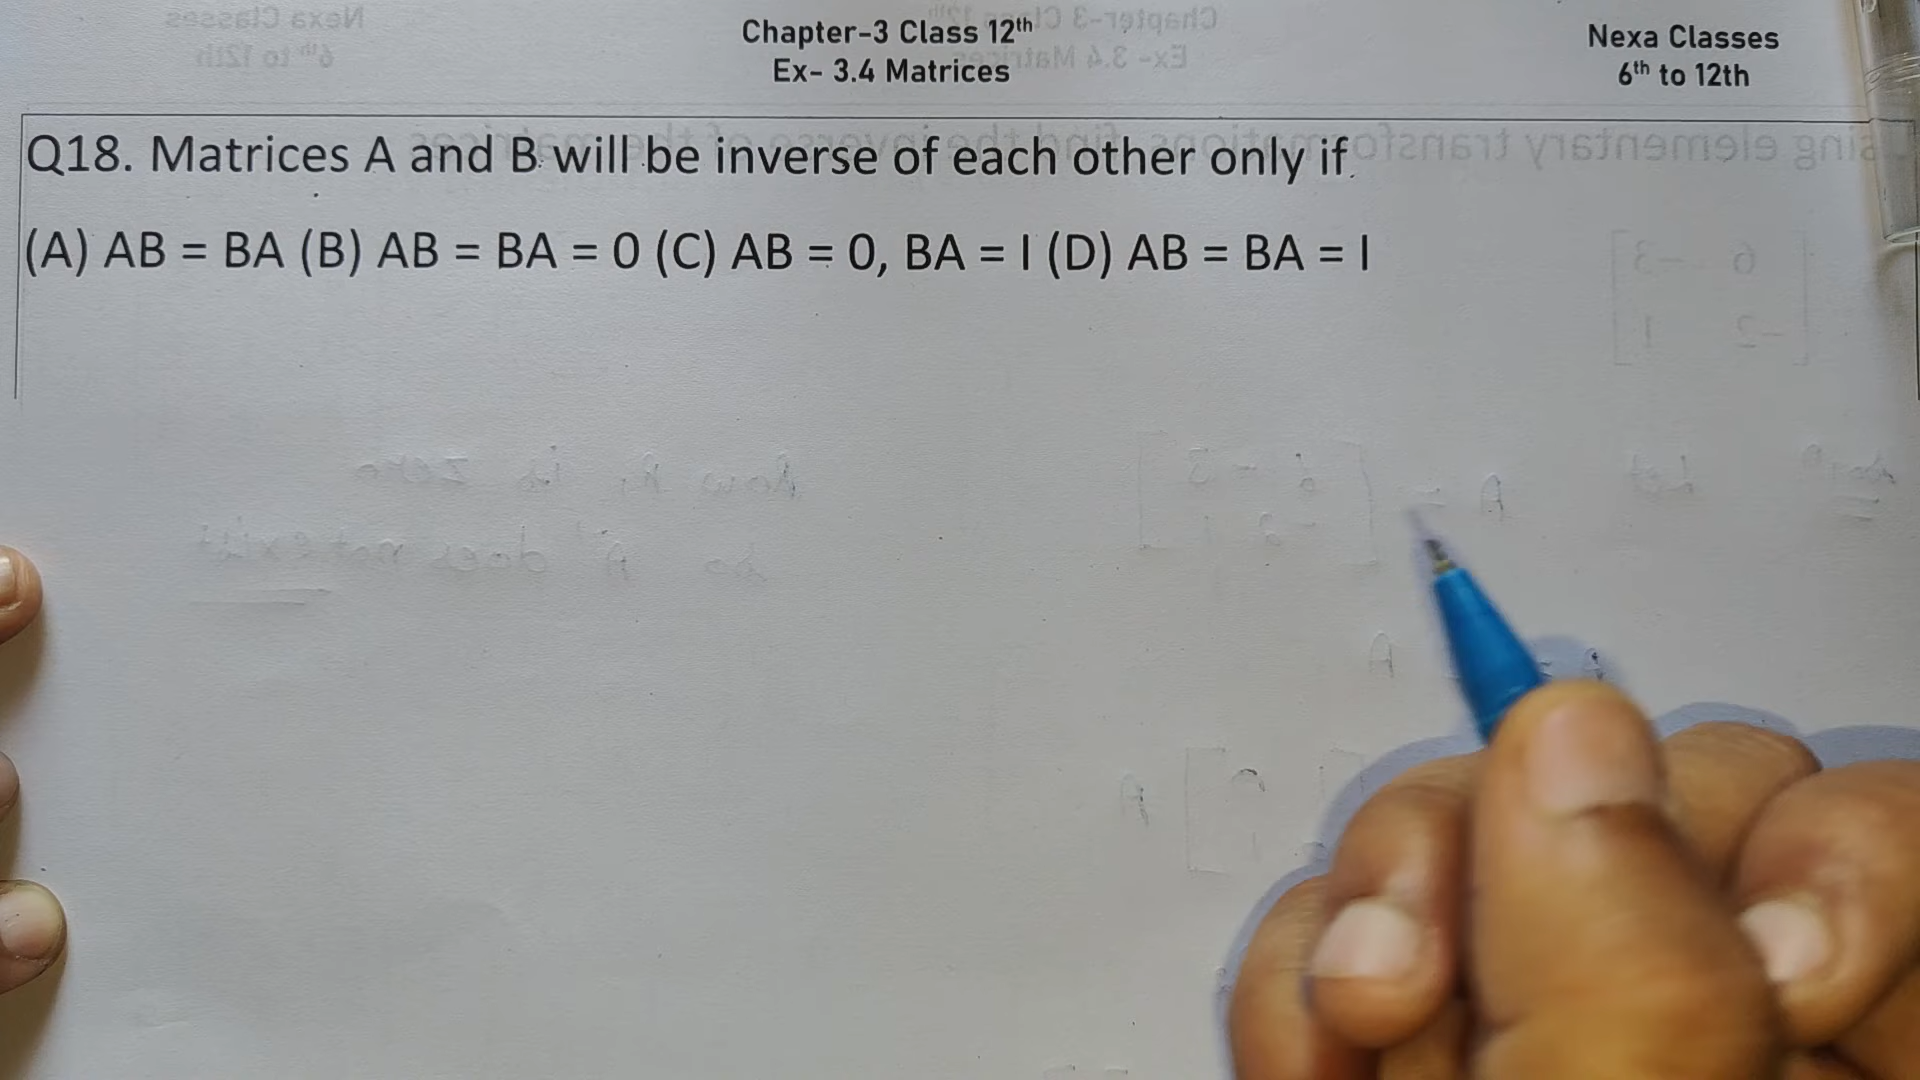 Chapter-3 Class 12th
Ex- 3.4 Matrices
Nexa Classes
6th to 12th
Q18. Matrices A and B will be inverse of each other only if
(A) AB = BA (B) AB = BA = 0 (C) AB = 0, BA = I (D) AB = BA = I